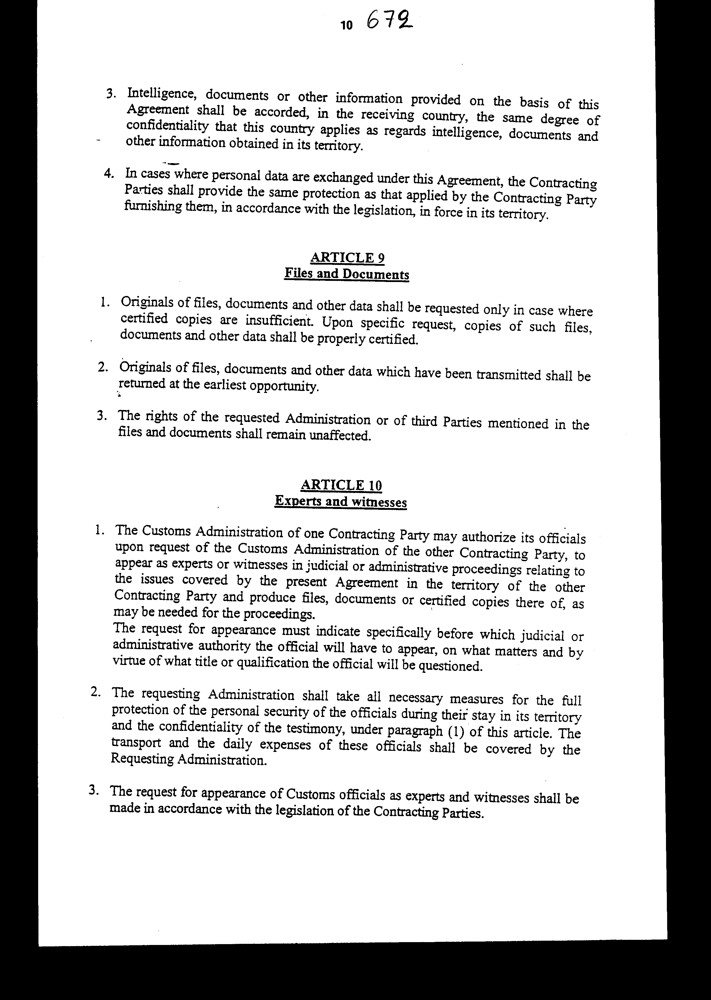 10 672
3. Intelligence, documents or other information provided on the basis of this
Agreement shall be accorded, in the receiving country, the same degree of
confidentiality that this country applies as regards intelligence, documents and
other information obtained in its territory.
4. In cases where personal data are exchanged under this Agreement, the Contracting
Parties shall provide the same protection as that applied by the Contracting Party
furnishing them, in accordance with the legislation, in force in its territory.
ARTICLE 9
Files and Documents
1. Originals of files, documents and other data shall be requested only in case where
certified copies are insufficient. Upon specific request, copies of such files,
documents and other data shall be properly certified.
2. Originals of files, documents and other data which have been transmitted shall be
returned at the earliest opportunity.
3. The rights of the requested Administration or of third Parties mentioned in the
files and documents shall remain unaffected.
ARTICLE 10
Experts and witnesses
1. The Customs Administration of one Contracting Party may authorize its officials
upon request of the Customs Administration of the other Contracting Party, to
appear as experts or witnesses in judicial or administrative proceedings relating to
the issues covered by the present Agreement in the territory of the other
Contracting Party and produce files, documents or certified copies there of, as
may be needed for the proceedings.
The request for appearance must indicate specifically before which judicial or
administrative authority the official will have to appear, on what matters and by
virtue of what title or qualification the official will be questioned.
2. The requesting Administration shall take all necessary measures for the full
protection of the personal security of the officials during their stay in its territory
and the confidentiality of the testimony, under paragraph (1) of this article. The
transport and the daily expenses of these officials shall be covered by the
Requesting Administration.
3. The request for appearance of Customs officials as experts and witnesses shall be
made in accordance with the legislation of the Contracting Parties.